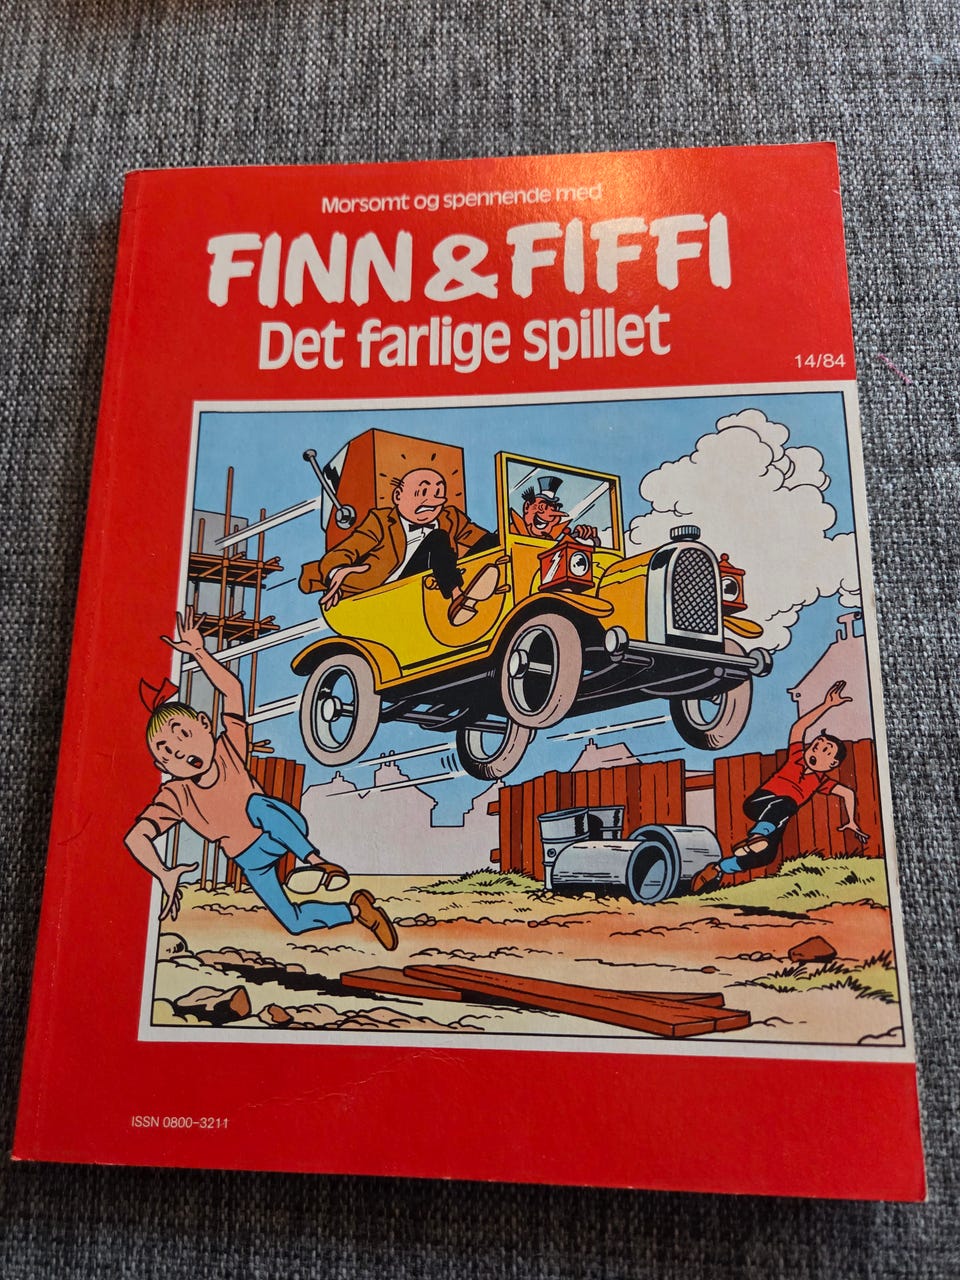 Morsomt og spennende med
FINN & FIFFI
Det farlige spillet
14/84
ISSN 0800-3211